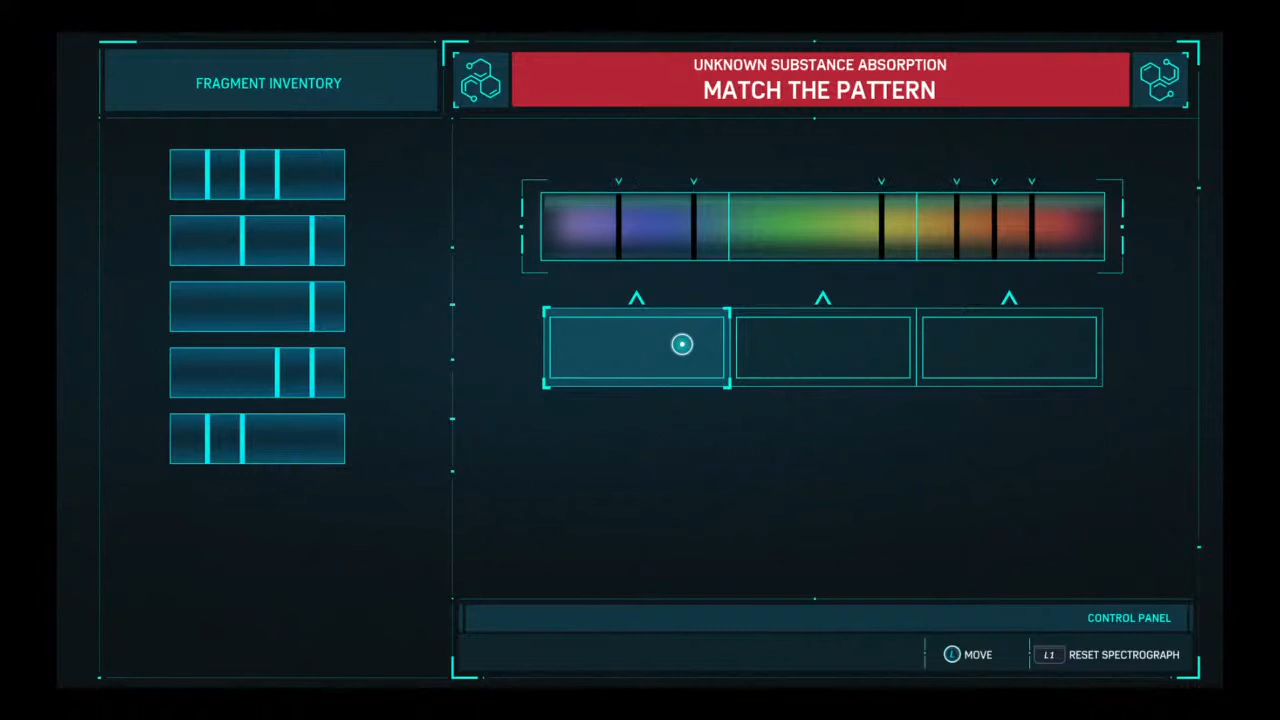 FRAGMENT INVENTORY
UNKNOWN SUBSTANCE ABSORPTION
MATCH THE PATTERN
CONTROL PANEL
L MOVE
L1 RESET SPECTROGRAPH